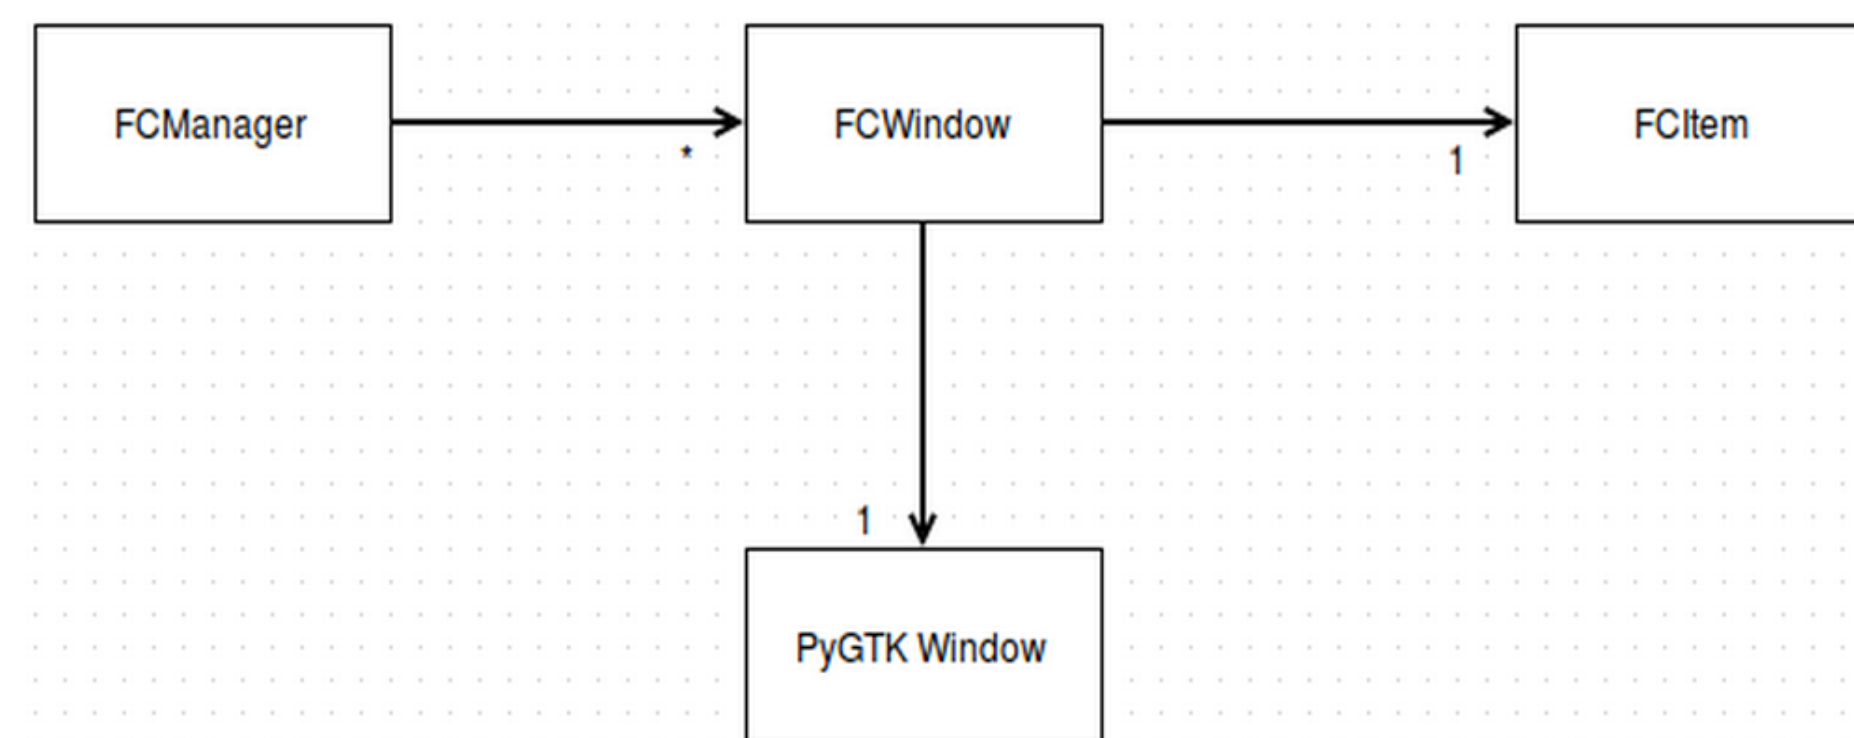 FCManager
*
FCWindow
1
FCItem
1
PyGTK Window